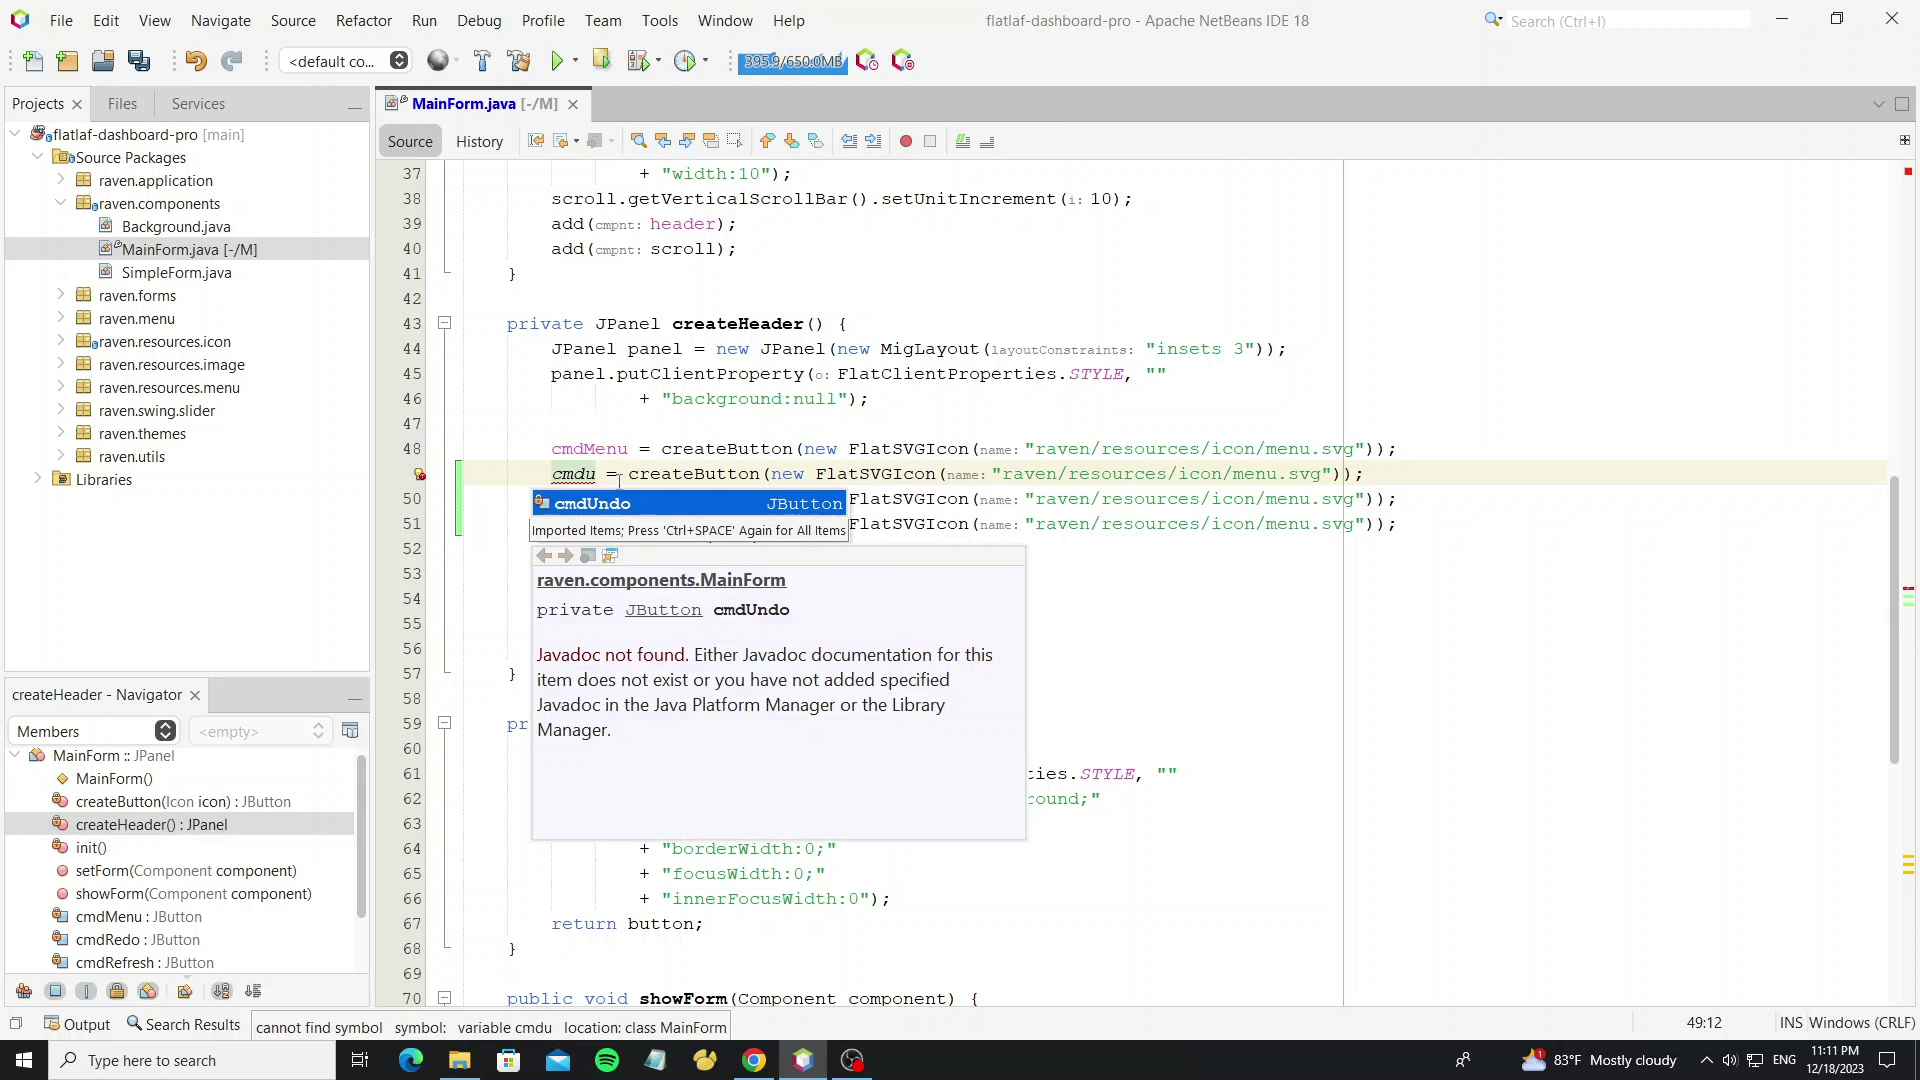 File Edit View Navigate Source Refactor Run Debug Profile Team Tools Window Help
flatlaf-dashboard-pro - Apache NetBeans IDE 18
Search (Ctrl+I)
<default co...
395.9/650.0MB
Projects Files Services
MainForm.java [-/M]
Source History
flatlaf-dashboard-pro [main]
Source Packages
raven.application
raven.components
Background.java
MainForm.java [-/M]
SimpleForm.java
raven.forms
raven.menu
raven.resources.icon
raven.resources.image
raven.resources.menu
raven.swing.slider
raven.themes
raven.utils
Libraries
37 + "width:10");
38 scroll.getVerticalScrollBar().setUnitIncrement(i: 10);
39 add(cmpnt: header);
40 add(cmpnt: scroll);
41 }
42
43 private JPanel createHeader() {
44 JPanel panel = new JPanel(new MigLayout(layoutConstraints: "insets 3"));
45 panel.putClientProperty(o: FlatClientProperties.STYLE, ""
46 + "background:null");
47
48 cmdMenu = createButton(new FlatSVGIcon(name: "raven/resources/icon/menu.svg"));
cmdu = createButton(new FlatSVGIcon(name: "raven/resources/icon/menu.svg"));
50 FlatSVGIcon(name: "raven/resources/icon/menu.svg"));
51 FlatSVGIcon(name: "raven/resources/icon/menu.svg"));
cmdUndo JButton
Imported Items; Press 'Ctrl+SPACE' Again for All Items
raven.components.MainForm
private JButton cmdUndo
Javadoc not found. Either Javadoc documentation for this
item does not exist or you have not added specified
Javadoc in the Java Platform Manager or the Library
Manager.
52
53
54
55
56
57 }
58
59 pr
60
61 ties.STYLE, ""
62 round;"
63
64 + "borderWidth:0;"
65 + "focusWidth:0;"
66 + "innerFocusWidth:0");
67 return button;
68 }
69
70 public void showForm(Component component) {
createHeader - Navigator
Members <empty>
MainForm :: JPanel
MainForm()
createButton(Icon icon) : JButton
createHeader() : JPanel
init()
setForm(Component component)
showForm(Component component)
cmdMenu : JButton
cmdRedo : JButton
cmdRefresh : JButton
Output Search Results
cannot find symbol symbol: variable cmdu location: class MainForm
49:12 INS Windows (CRLF)
Type here to search
83°F Mostly cloudy
ENG
11:11 PM
12/18/2023